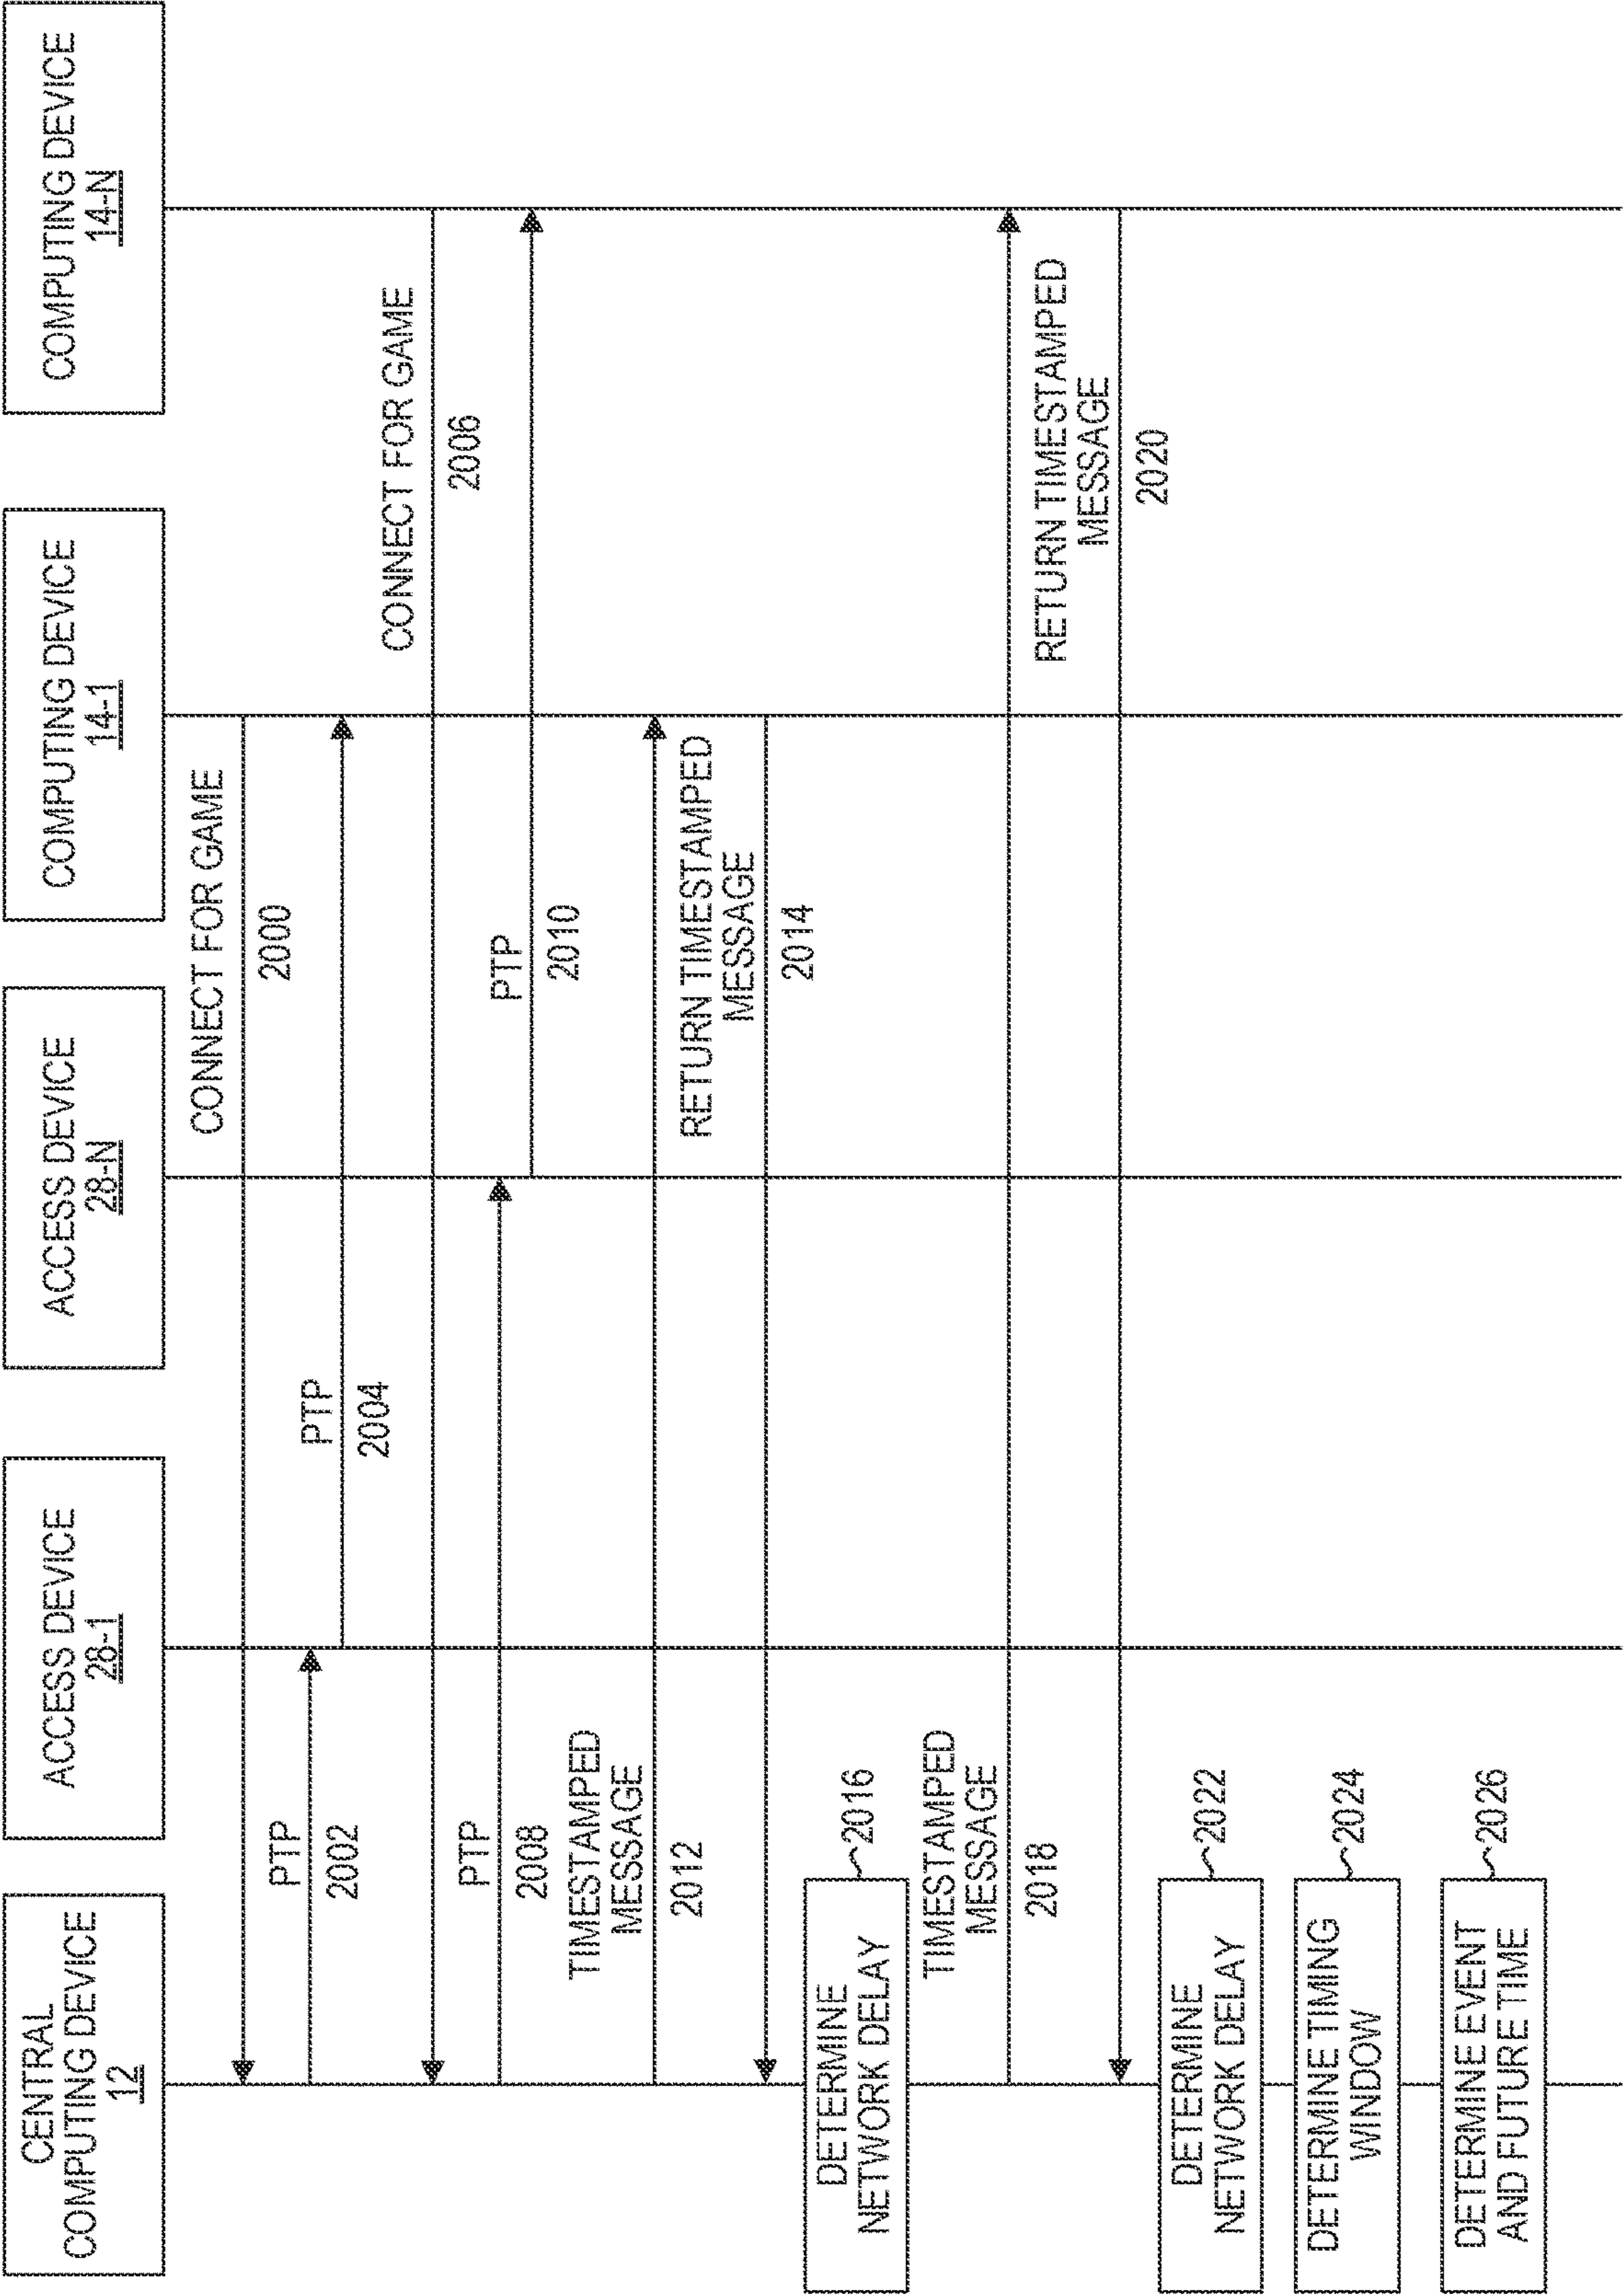 CENTRAL
COMPUTING DEVICE
12
ACCESS DEVICE
28-1
ACCESS DEVICE
28-N
COMPUTING DEVICE
14-1
COMPUTING DEVICE
14-N
CONNECT FOR GAME
2000
PTP
2002
PTP
2004
CONNECT FOR GAME
2006
PTP
2008
PTP
2010
TIMESTAMPED
MESSAGE
2012
RETURN TIMESTAMPED
MESSAGE
2014
DETERMINE
NETWORK DELAY
2016
TIMESTAMPED
MESSAGE
2018
RETURN TIMESTAMPED
MESSAGE
2020
DETERMINE
NETWORK DELAY
2022
DETERMINE TIMING
WINDOW
2024
DETERMINE EVENT
AND FUTURE TIME
2026